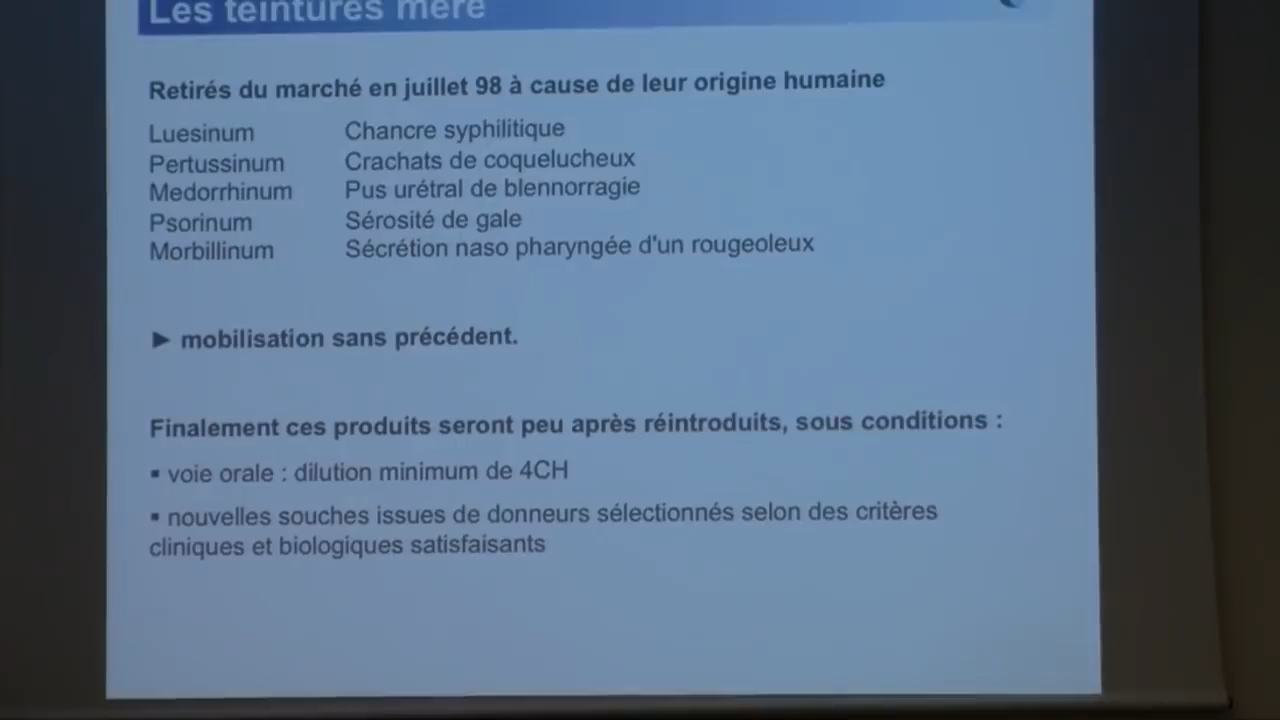 Les teintures mère
Retirés du marché en juillet 98 à cause de leur origine humaine
Luesinum Chancre syphilitique
Pertussinum Crachats de coquelucheux
Medorrhinum Pus urétral de blennorragie
Psorinum Sérosité de gale
Morbillinum Sécrétion naso pharyngée d'un rougeoleux
► mobilisation sans précédent.
Finalement ces produits seront peu après réintroduits, sous conditions :
▪ voie orale : dilution minimum de 4CH
▪ nouvelles souches issues de donneurs sélectionnés selon des critères
cliniques et biologiques satisfaisants